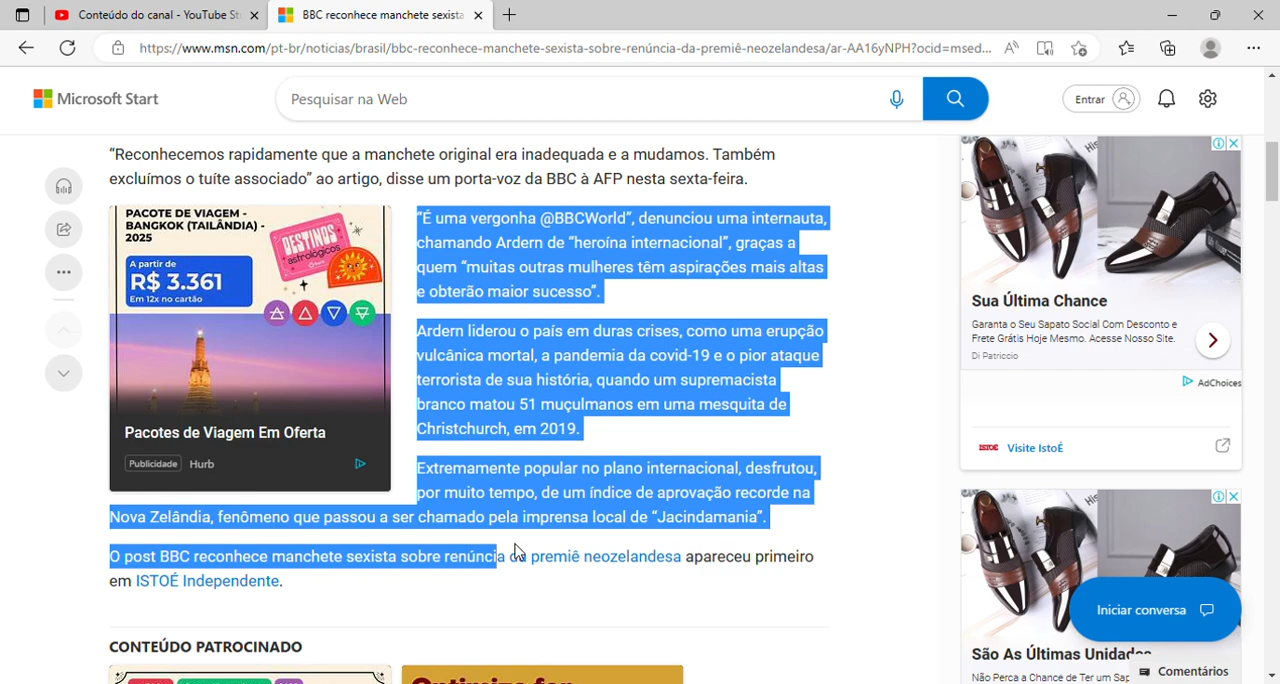 Conteúdo do canal - YouTube St
BBC reconhece manchete sexista
https://www.msn.com/pt-br/noticias/brasil/bbc-reconhece-manchete-sexista-sobre-renúncia-da-premiê-neozelandesa/ar-AA16yNPH?ocid=msed...
Microsoft Start
Pesquisar na Web
Entrar
“Reconhecemos rapidamente que a manchete original era inadequada e a mudamos. Também
excluímos o tuíte associado” ao artigo, disse um porta-voz da BBC à AFP nesta sexta-feira.
PACOTE DE VIAGEM -
BANGKOK (TAILÂNDIA) -
2025
DESTINOS
astrológicos
A partir de
R$ 3.361
Em 12x no cartão
Pacotes de Viagem Em Oferta
Publicidade
Hurb
“É uma vergonha @BBCWorld”, denunciou uma internauta,
chamando Ardern de “heroína internacional”, graças a
quem “muitas outras mulheres têm aspirações mais altas
e obterão maior sucesso”.
Ardern liderou o país em duras crises, como uma erupção
vulcânica mortal, a pandemia da covid-19 e o pior ataque
terrorista de sua história, quando um supremacista
branco matou 51 muçulmanos em uma mesquita de
Christchurch, em 2019.
Extremamente popular no plano internacional, desfrutou,
por muito tempo, de um índice de aprovação recorde na
Nova Zelândia, fenômeno que passou a ser chamado pela imprensa local de “Jacindamania”.
O post BBC reconhece manchete sexista sobre renúncia da premiê neozelandesa apareceu primeiro
em ISTOÉ Independente.
CONTEÚDO PATROCINADO
Optimize for
Sua Última Chance
Garanta o Seu Sapato Social Com Desconto e
Frete Grátis Hoje Mesmo. Acesse Nosso Site.
Di Patriccio
AdChoices
ISTOÉ
Visite IstoÉ
Iniciar conversa
São As Últimas Unidades
Não Perca a Chance de Ter um Sap
Comentários